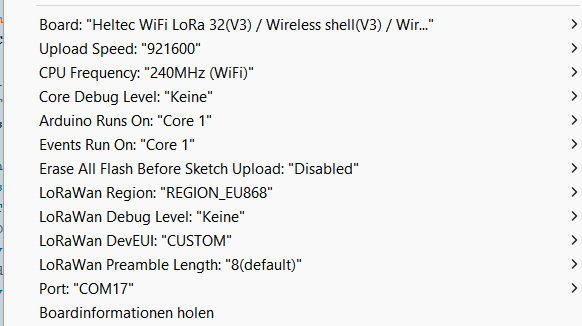 Board: "Heltec WiFi LoRa 32(V3) / Wireless shell(V3) / Wir..."
Upload Speed: "921600"
CPU Frequency: "240MHz (WiFi)"
Core Debug Level: "Keine"
Arduino Runs On: "Core 1"
Events Run On: "Core 1"
Erase All Flash Before Sketch Upload: "Disabled"
LoRaWan Region: "REGION_EU868"
LoRaWan Debug Level: "Keine"
LoRaWan DevEUI: "CUSTOM"
LoRaWan Preamble Length: "8(default)"
Port: "COM17"
Boardinformationen holen